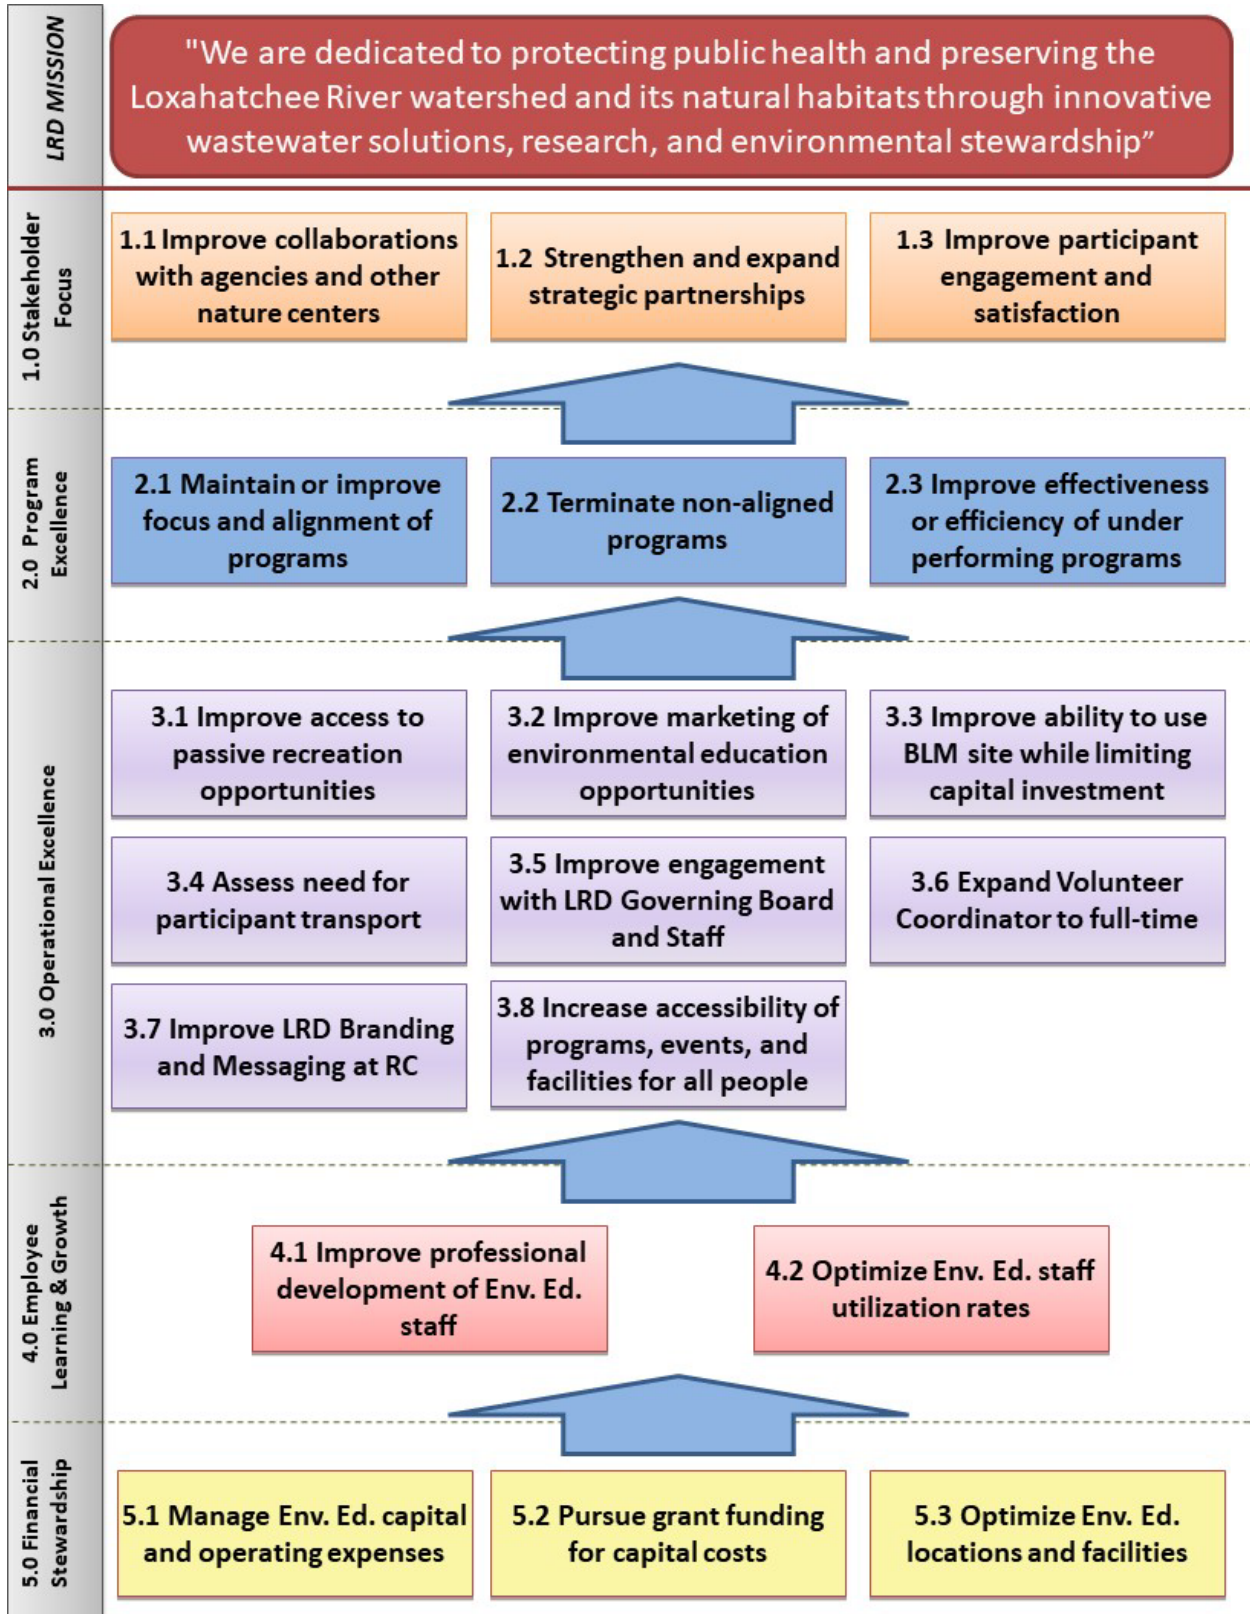 LRD MISSION
"We are dedicated to protecting public health and preserving the
Loxahatchee River watershed and its natural habitats through innovative
wastewater solutions, research, and environmental stewardship”
1.0 Stakeholder
Focus
1.1 Improve collaborations
with agencies and other
nature centers
1.2 Strengthen and expand
strategic partnerships
1.3 Improve participant
engagement and
satisfaction
2.0 Program
Excellence
2.1 Maintain or improve
focus and alignment of
programs
2.2 Terminate non-aligned
programs
2.3 Improve effectiveness
or efficiency of under
performing programs
3.0 Operational Excellence
3.1 Improve access to
passive recreation
opportunities
3.2 Improve marketing of
environmental education
opportunities
3.3 Improve ability to use
BLM site while limiting
capital investment
3.4 Assess need for
participant transport
3.5 Improve engagement
with LRD Governing Board
and Staff
3.6 Expand Volunteer
Coordinator to full-time
3.7 Improve LRD Branding
and Messaging at RC
3.8 Increase accessibility of
programs, events, and
facilities for all people
4.0 Employee
Learning & Growth
4.1 Improve professional
development of Env. Ed.
staff
4.2 Optimize Env. Ed. staff
utilization rates
5.0 Financial
Stewardship
5.1 Manage Env. Ed. capital
and operating expenses
5.2 Pursue grant funding
for capital costs
5.3 Optimize Env. Ed.
locations and facilities